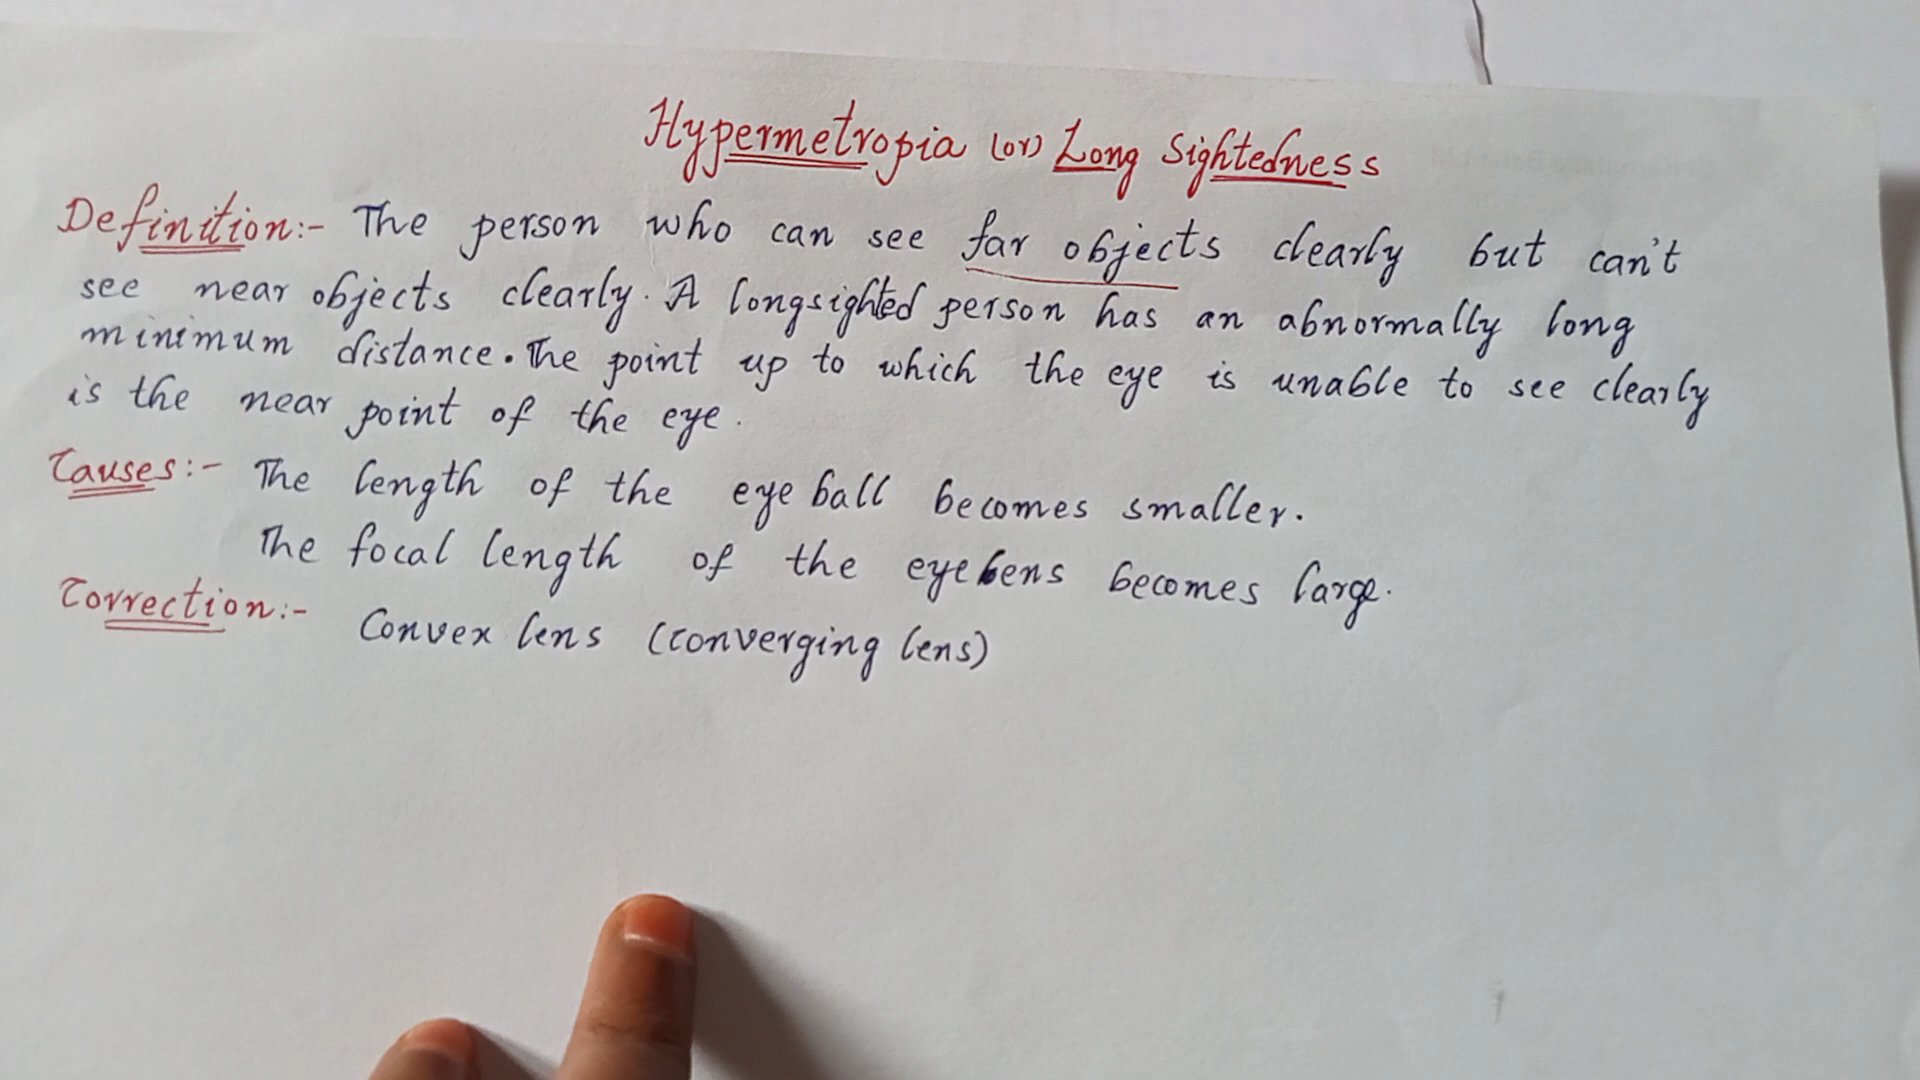 Hypermetropia (or) Long Sightedness
Definition:- The person who can see far objects clearly but can't
see near objects clearly. A longsighted person has an abnormally long
minimum distance. The point up to which the eye is unable to see clearly
is the near point of the eye.
Causes:- The length of the eye ball becomes smaller.
The focal length of the eyelens becomes large.
Correction:- Convex lens (converging lens)